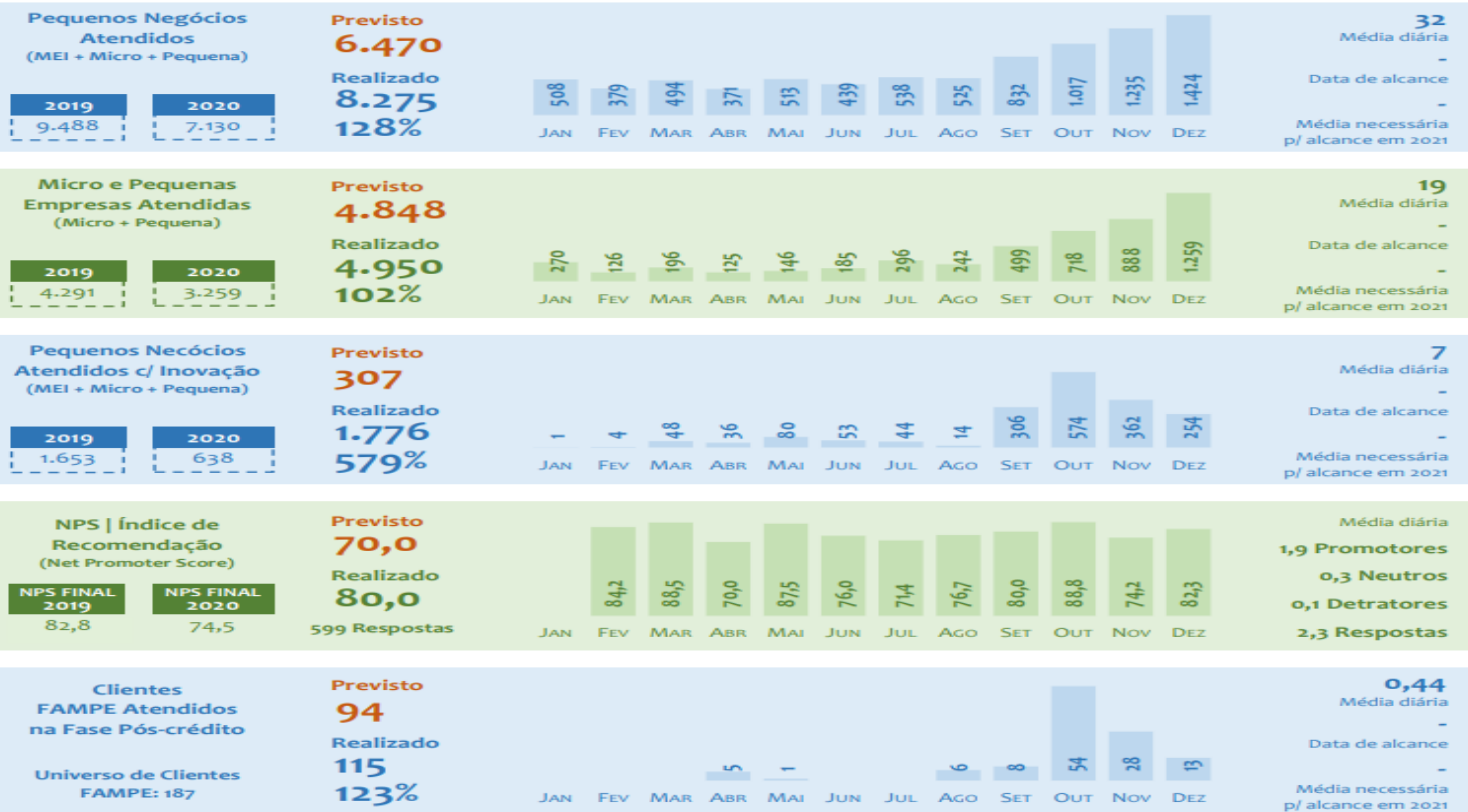 Pequenos Negócios
Atendidos
(MEI + Micro + Pequena)
2019 2020
9.488 7.130
Previsto
6.470
Realizado
8.275
128%
508 379 494 371 513 439 538 525 832 1.017 1.235 1.424
JAN FEV MAR ABR MAI JUN JUL AGO SET OUT NOV DEZ
32
Média diária
-
Data de alcance
-
Média necessária
p/ alcance em 2021
Micro e Pequenas
Empresas Atendidas
(Micro + Pequena)
2019 2020
4.291 3.259
Previsto
4.848
Realizado
4.950
102%
270 126 196 125 146 185 296 242 499 718 888 1.259
JAN FEV MAR ABR MAI JUN JUL AGO SET OUT NOV DEZ
19
Média diária
-
Data de alcance
-
Média necessária
p/ alcance em 2021
Pequenos Necócios
Atendidos c/ Inovação
(MEI + Micro + Pequena)
2019 2020
1.653 638
Previsto
307
Realizado
1.776
579%
1 4 48 36 80 53 44 14 306 574 362 254
JAN FEV MAR ABR MAI JUN JUL AGO SET OUT NOV DEZ
7
Média diária
-
Data de alcance
-
Média necessária
p/ alcance em 2021
NPS | Índice de
Recomendação
(Net Promoter Score)
NPS FINAL NPS FINAL
2019 2020
82,8 74,5
Previsto
70,0
Realizado
80,0
599 Respostas
84,2 88,5 70,0 87,5 76,0 71,4 76,7 80,0 88,8 74,2 82,3
JAN FEV MAR ABR MAI JUN JUL AGO SET OUT NOV DEZ
Média diária
1,9 Promotores
0,3 Neutros
0,1 Detratores
2,3 Respostas
Clientes
FAMPE Atendidos
na Fase Pós-crédito
Universo de Clientes
FAMPE: 187
Previsto
94
Realizado
115
123%
5 1 6 8 54 28 13
JAN FEV MAR ABR MAI JUN JUL AGO SET OUT NOV DEZ
0,44
Média diária
-
Data de alcance
-
Média necessária
p/ alcance em 2021